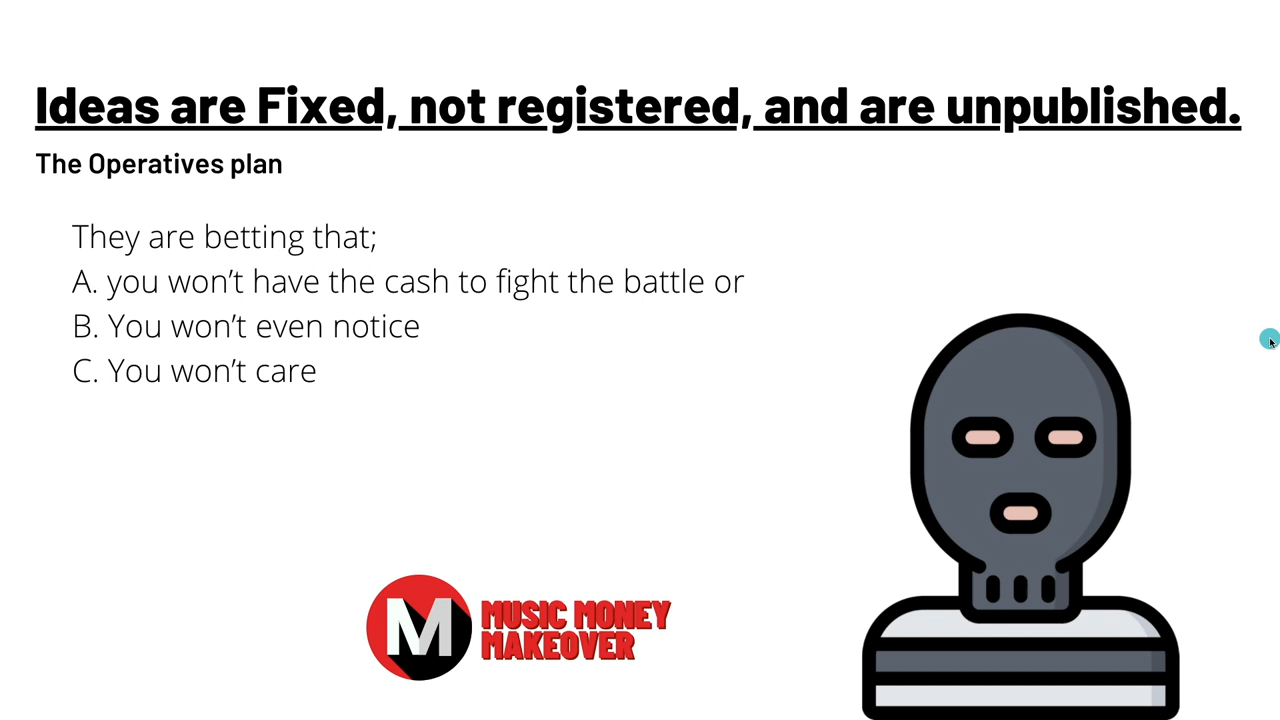 Ideas are Fixed, not registered, and are unpublished.
The Operatives plan
They are betting that;
A. you won’t have the cash to fight the battle or
B. You won’t even notice
C. You won’t care
M
MUSIC MONEY
MAKEOVER